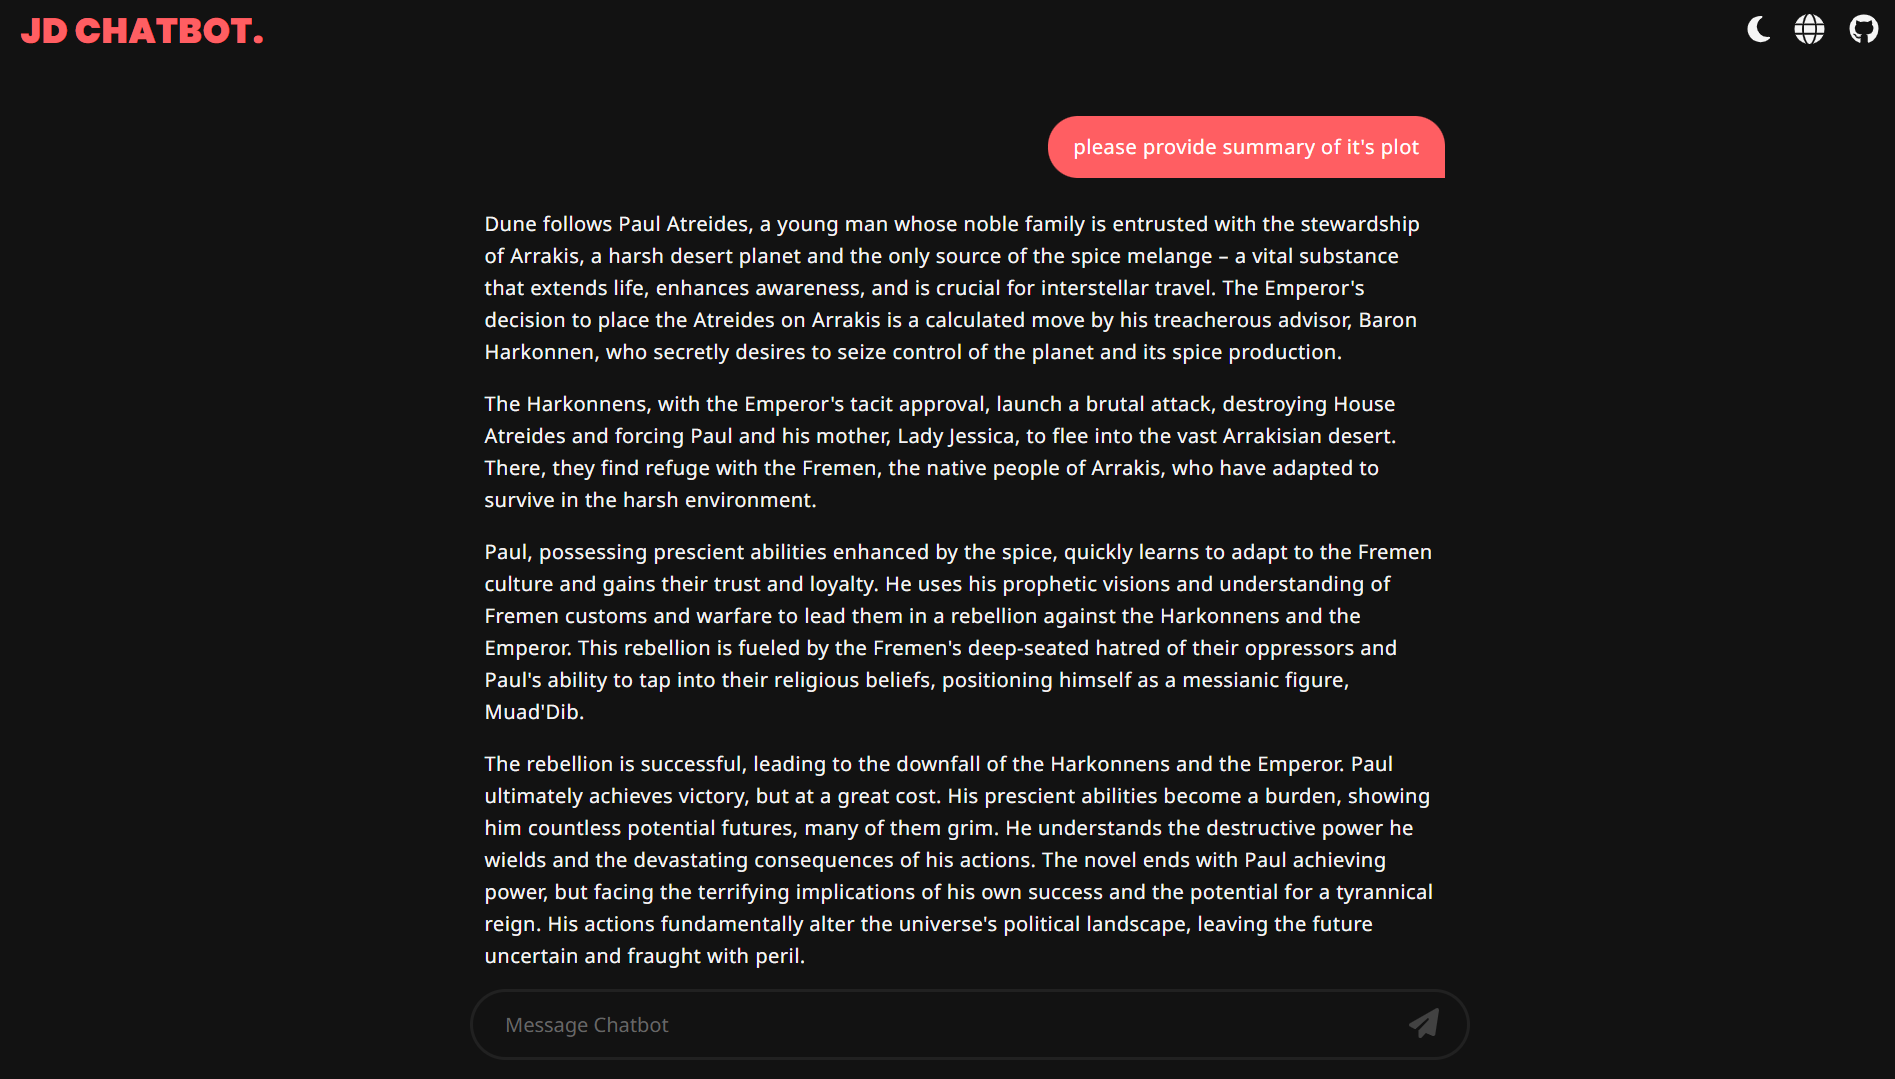 JD CHATBOT.
please provide summary of it's plot
Dune follows Paul Atreides, a young man whose noble family is entrusted with the stewardship
of Arrakis, a harsh desert planet and the only source of the spice melange – a vital substance
that extends life, enhances awareness, and is crucial for interstellar travel. The Emperor's
decision to place the Atreides on Arrakis is a calculated move by his treacherous advisor, Baron
Harkonnen, who secretly desires to seize control of the planet and its spice production.
The Harkonnens, with the Emperor's tacit approval, launch a brutal attack, destroying House
Atreides and forcing Paul and his mother, Lady Jessica, to flee into the vast Arrakisian desert.
There, they find refuge with the Fremen, the native people of Arrakis, who have adapted to
survive in the harsh environment.
Paul, possessing prescient abilities enhanced by the spice, quickly learns to adapt to the Fremen
culture and gains their trust and loyalty. He uses his prophetic visions and understanding of
Fremen customs and warfare to lead them in a rebellion against the Harkonnens and the
Emperor. This rebellion is fueled by the Fremen's deep-seated hatred of their oppressors and
Paul's ability to tap into their religious beliefs, positioning himself as a messianic figure,
Muad'Dib.
The rebellion is successful, leading to the downfall of the Harkonnens and the Emperor. Paul
ultimately achieves victory, but at a great cost. His prescient abilities become a burden, showing
him countless potential futures, many of them grim. He understands the destructive power he
wields and the devastating consequences of his actions. The novel ends with Paul achieving
power, but facing the terrifying implications of his own success and the potential for a tyrannical
reign. His actions fundamentally alter the universe's political landscape, leaving the future
uncertain and fraught with peril.
Message Chatbot